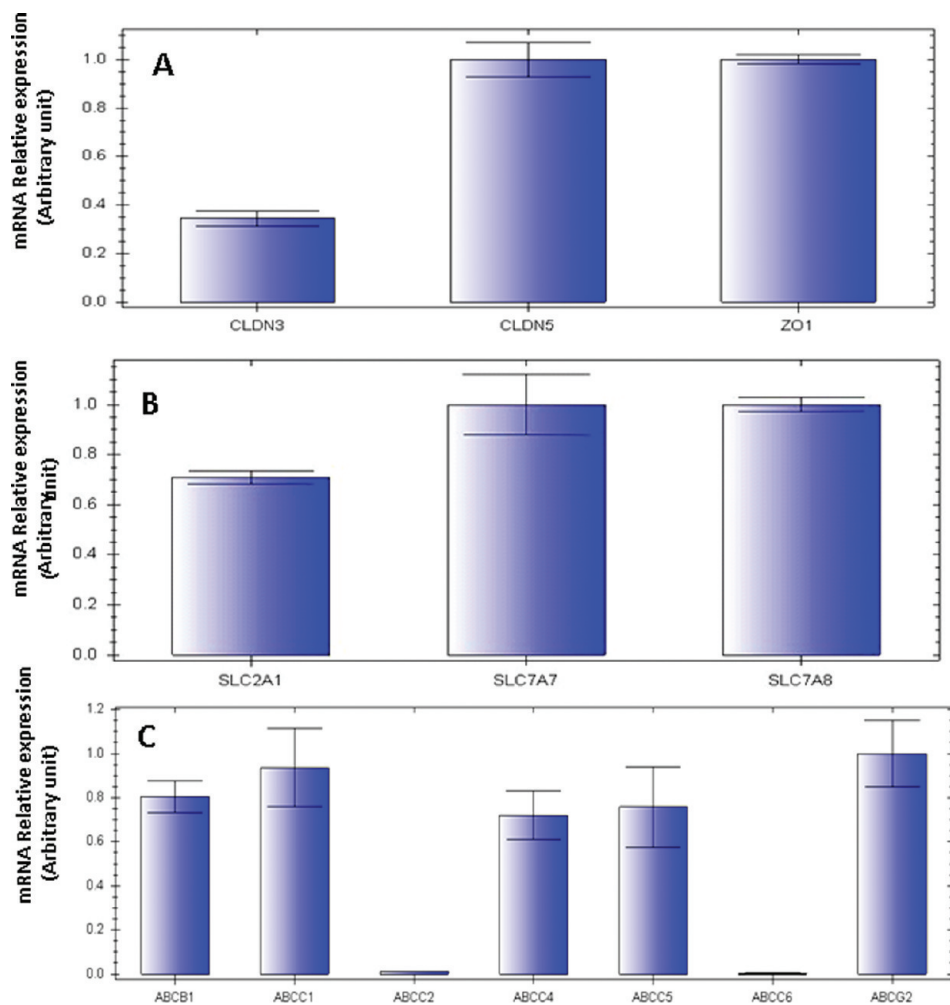 A
mRNA Relative expression
(Arbitrary unit)
1.0
0.8
0.6
0.4
0.2
0.0
CLDN3 CLDN5 ZO1
B
mRNA Relative expression
(Arbitrary unit)
1.0
0.8
0.6
0.4
0.2
0.0
SLC2A1 SLC7A7 SLC7A8
C
mRNA Relative expression
(Arbitrary unit)
1.2
1.0
0.8
0.6
0.4
0.2
0.0
ABCB1 ABCC1 ABCC2 ABCC4 ABCC5 ABCC6 ABCG2